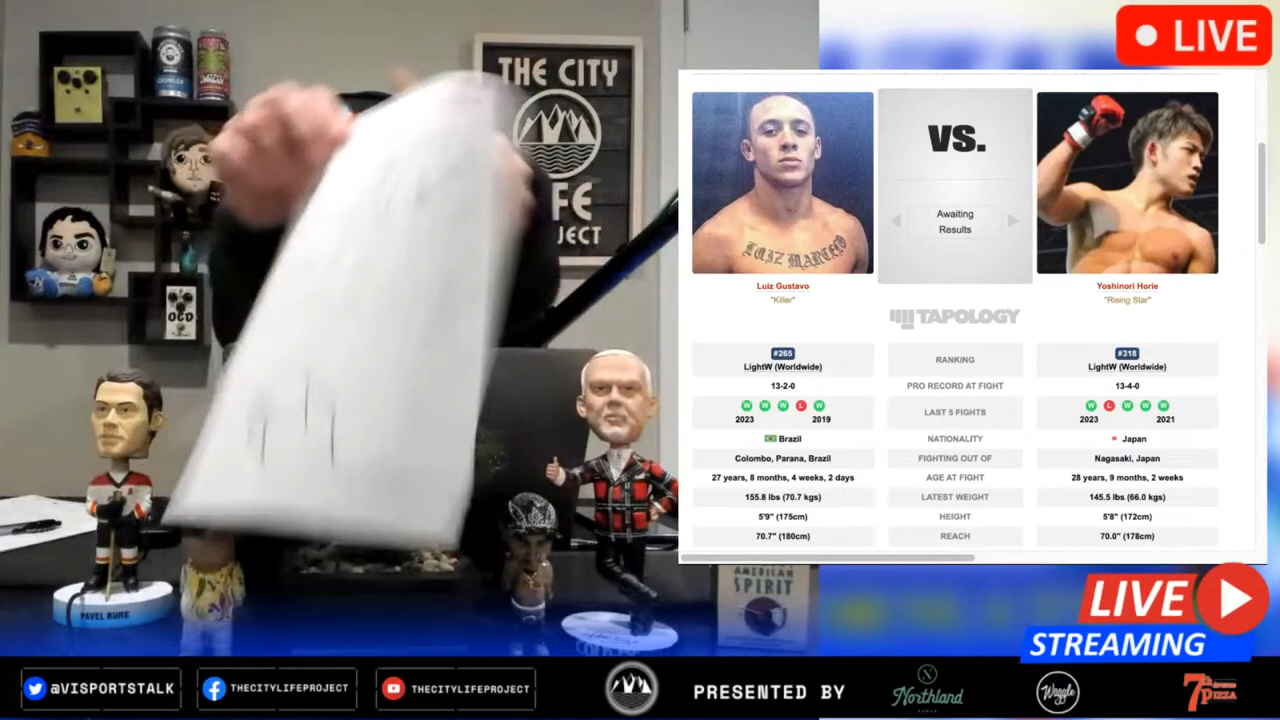 LIVE
THE CITY
FE
JECT
CRAWLER
OCD
PAVEL BURE
AMERICAN
SPIRIT
VS.
Awaiting
Results
LUIZ MARCELO
Luiz Gustavo
"Killer"
Yoshinori Horie
"Rising Star"
TAPOLOGY
#265
LightW (Worldwide)
RANKING
#318
LightW (Worldwide)
13-2-0
PRO RECORD AT FIGHT
13-4-0
W W W L W
2023 2019
LAST 5 FIGHTS
W L W W W
2023 2021
Brazil
NATIONALITY
Japan
Colombo, Parana, Brazil
FIGHTING OUT OF
Nagasaki, Japan
27 years, 8 months, 4 weeks, 2 days
AGE AT FIGHT
28 years, 9 months, 2 weeks
155.8 lbs (70.7 kgs)
LATEST WEIGHT
145.5 lbs (66.0 kgs)
5'9" (175cm)
HEIGHT
5'8" (172cm)
70.7" (180cm)
REACH
70.0" (178cm)
LIVE
STREAMING
@VISPORTSTALK
THECITYLIFEPROJECT
THECITYLIFEPROJECT
PRESENTED BY
Northland
Waggle
7th
PIZZA